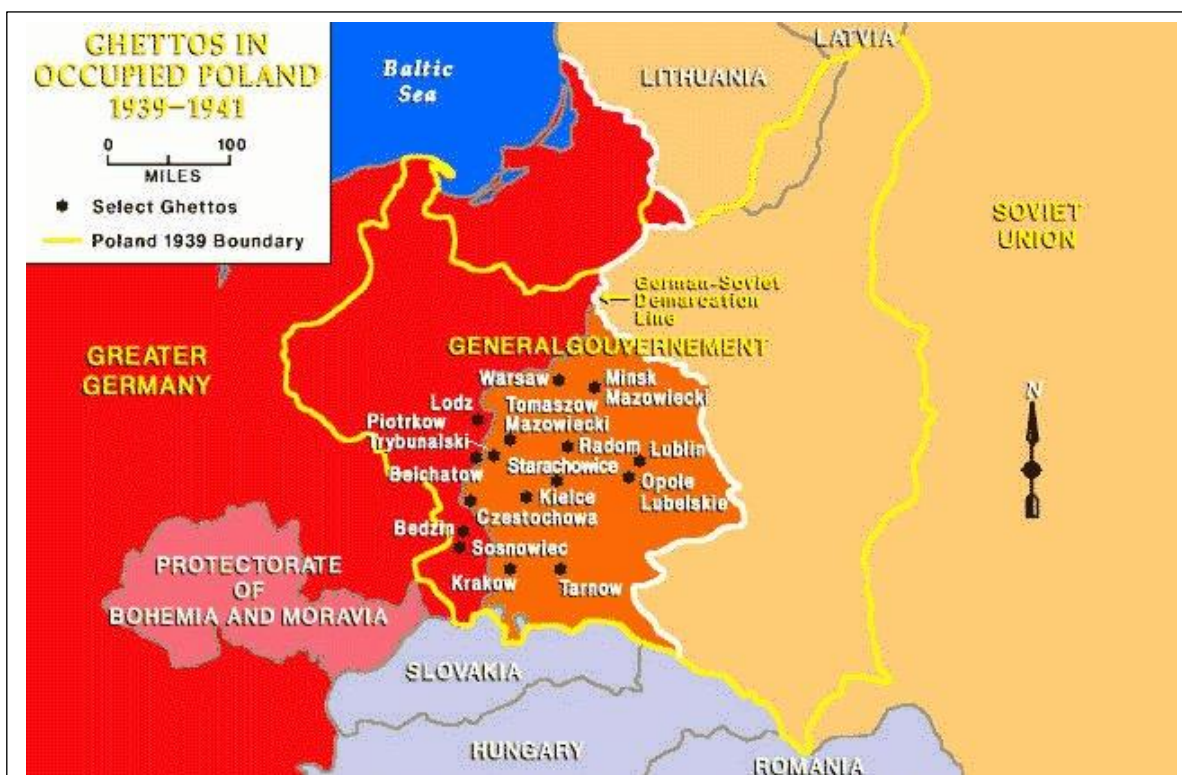 GHETTOS IN
OCCUPIED POLAND
1939–1941
0 100
MILES
Select Ghettos
Poland 1939 Boundary
Baltic
Sea
LATVIA
LITHUANIA
SOVIET
UNION
German-Soviet
Demarcation
Line
GENERALGOUVERNEMENT
GREATER
GERMANY
Warsaw
Minsk
Mazowiecki
Lodz
Tomaszow
Mazowiecki
Piotrkow
Trybunalski
Radom
Lublin
Belchatow
Starachowice
Opole
Lubelskie
Kielce
Czestochowa
Bedzin
Sosnowiec
Krakow
Tarnow
N
PROTECTORATE
OF
BOHEMIA AND MORAVIA
SLOVAKIA
HUNGARY
ROMANIA